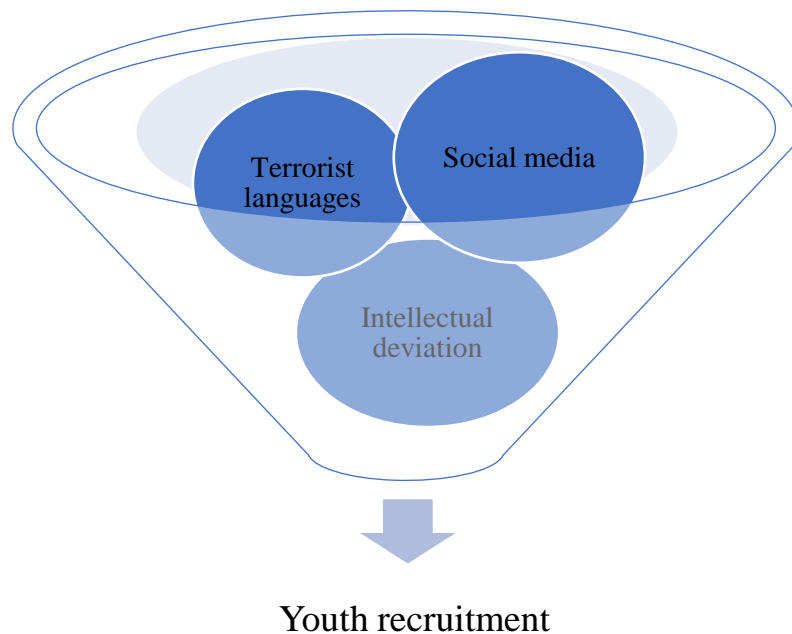 Terrorist
languages
Social media
Intellectual
deviation
Youth recruitment